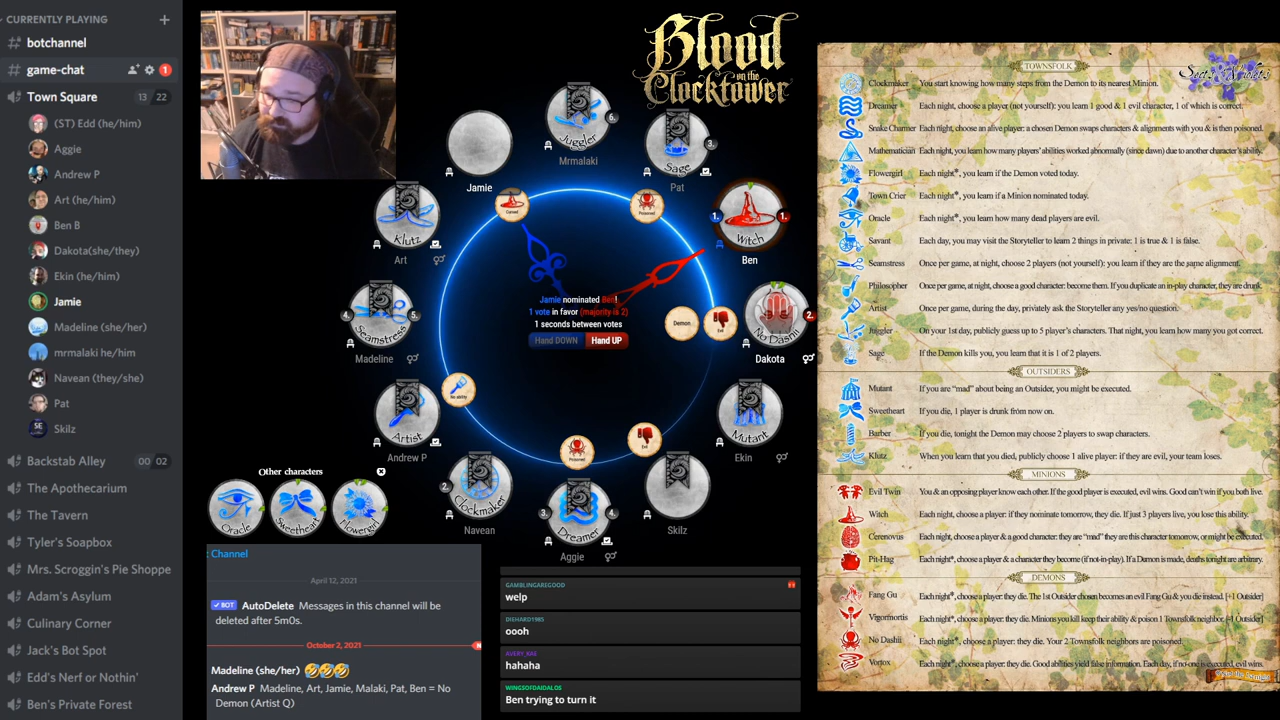 CURRENTLY PLAYING
botchannel
game-chat
1
Town Square
13 / 22
(ST) Edd (he/him)
Aggie
Andrew P
Art (he/him)
Ben B
Dakota(she/they)
Ekin (he/him)
Jamie
Madeline (she/her)
mrmalaki he/him
Navean (they/she)
Pat
Skilz
Backstab Alley
00 / 02
The Apothecarium
The Tavern
Tyler's Soapbox
Mrs. Scroggin's Pie Shoppe
Adam's Asylum
Culinary Corner
Jack's Bot Spot
Edd's Nerf or Nothin'
Ben's Private Forest
Blood
on the
Clocktower
Juggler
6.
Mrmalaki
Jamie
Sage
3.
Pat
Klutz
Art
Cursed
Poisoned
Witch
1.
1.
Ben
Seamstress
4.
5.
Madeline
Jamie nominated Ben!
1 vote in favor (majority is 2)
1 seconds between votes
Hand DOWN
Hand UP
Demon
Evil
No Dashii
2.
Dakota
Artist
Andrew P
No ability
Mutant
Ekin
Clockmaker
2.
Navean
Poisoned
Evil
Dreamer
3.
4.
Aggie
Skilz
Other characters
Oracle
Sweetheart
Flowergirl
: Channel
April 12, 2021
BOT AutoDelete Messages in this channel will be
deleted after 5m0s.
October 2, 2021
Madeline (she/her) 🤣🤣🤣
Andrew P Madeline, Art, Jamie, Malaki, Pat, Ben = No
Demon (Artist Q)
GAMBLINGAREGOOD
welp
DIEHARD1985
oooh
AVERY_RAE
hahaha
WINGSOFDAIDALOS
Ben trying to turn it
TOWNSFOLK
Clockmaker You start knowing how many steps from the Demon to its nearest Minion.
Dreamer Each night, choose a player (not yourself): you learn 1 good & 1 evil character, 1 of which is correct.
Snake Charmer Each night, choose an alive player: a chosen Demon swaps characters & alignments with you & is then poisoned.
Mathematician Each night, you learn how many players' abilities worked abnormally (since dawn) due to another character's ability.
Flowergirl Each night*, you learn if the Demon voted today.
Town Crier Each night*, you learn if a Minion nominated today.
Oracle Each night*, you learn how many dead players are evil.
Savant Each day, you may visit the Storyteller to learn 2 things in private: 1 is true & 1 is false.
Seamstress Once per game, at night, choose 2 players (not yourself): you learn if they are the same alignment.
Philosopher Once per game, at night, choose a good character: become them. If you duplicate an in-play character, they are drunk.
Artist Once per game, during the day, privately ask the Storyteller any yes/no question.
Juggler On your 1st day, publicly guess up to 5 player's characters. That night, you learn how many you got correct.
Sage If the Demon kills you, you learn that it is 1 of 2 players.
OUTSIDERS
Mutant If you are "mad" about being an Outsider, you might be executed.
Sweetheart If you die, 1 player is drunk from now on.
Barber If you die, tonight the Demon may choose 2 players to swap characters.
Klutz When you learn that you died, publicly choose 1 alive player: if they are evil, your team loses.
MINIONS
Evil Twin You & an opposing player know each other. If the good player is executed, evil wins. Good can't win if you both live.
Witch Each night, choose a player: if they nominate tomorrow, they die. If just 3 players live, you lose this ability.
Cerenovus Each night, choose a player & a good character: they are "mad" they are this character tomorrow, or might be executed.
Pit-Hag Each night*, choose a player & a character they become (if not-in-play). If a Demon is made, deaths tonight are arbitrary.
DEMONS
Fang Gu Each night*, choose a player: they die. The 1st Outsider chosen becomes an evil Fang Gu & you die instead. [+1 Outsider]
Vigormortis Each night*, choose a player: they die. Minions you kill keep their ability & poison 1 Townsfolk neighbor. [-1 Outsider]
No Dashii Each night*, choose a player: they die. Your 2 Townsfolk neighbors are poisoned.
Vortox Each night*, choose a player: they die. Good abilities yield false information. Each day, if no-one is executed, evil wins.